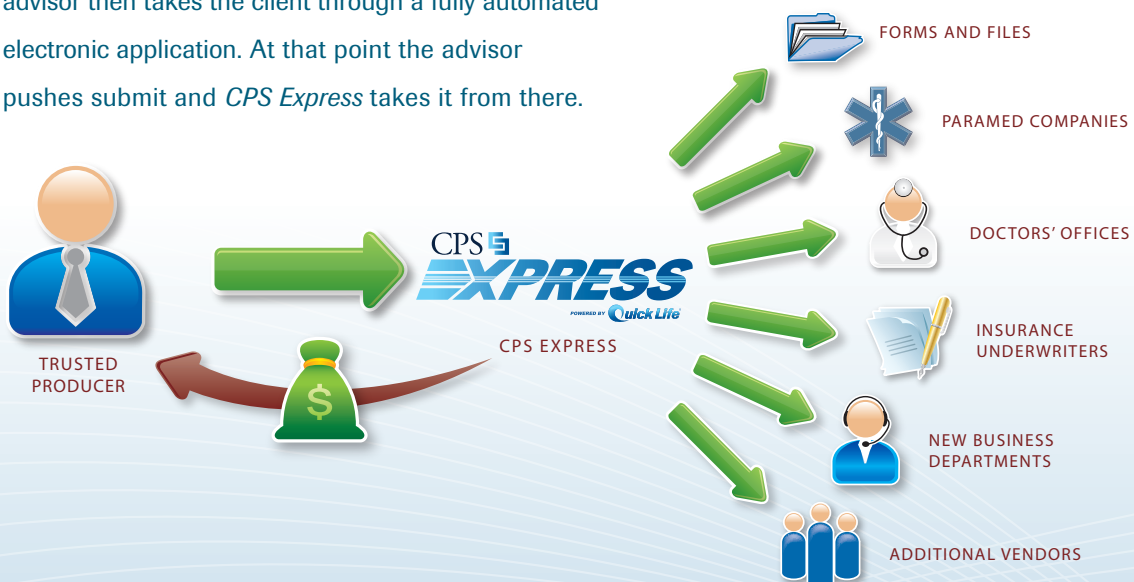 advisor then takes the client through a fully automated
electronic application. At that point the advisor
pushes submit and CPS Express takes it from there.
FORMS AND FILES
PARAMED COMPANIES
DOCTORS' OFFICES
CPS
EXPRESS
POWERED BY Quick Life
CPS EXPRESS
INSURANCE
UNDERWRITERS
TRUSTED
PRODUCER
$
NEW BUSINESS
DEPARTMENTS
ADDITIONAL VENDORS